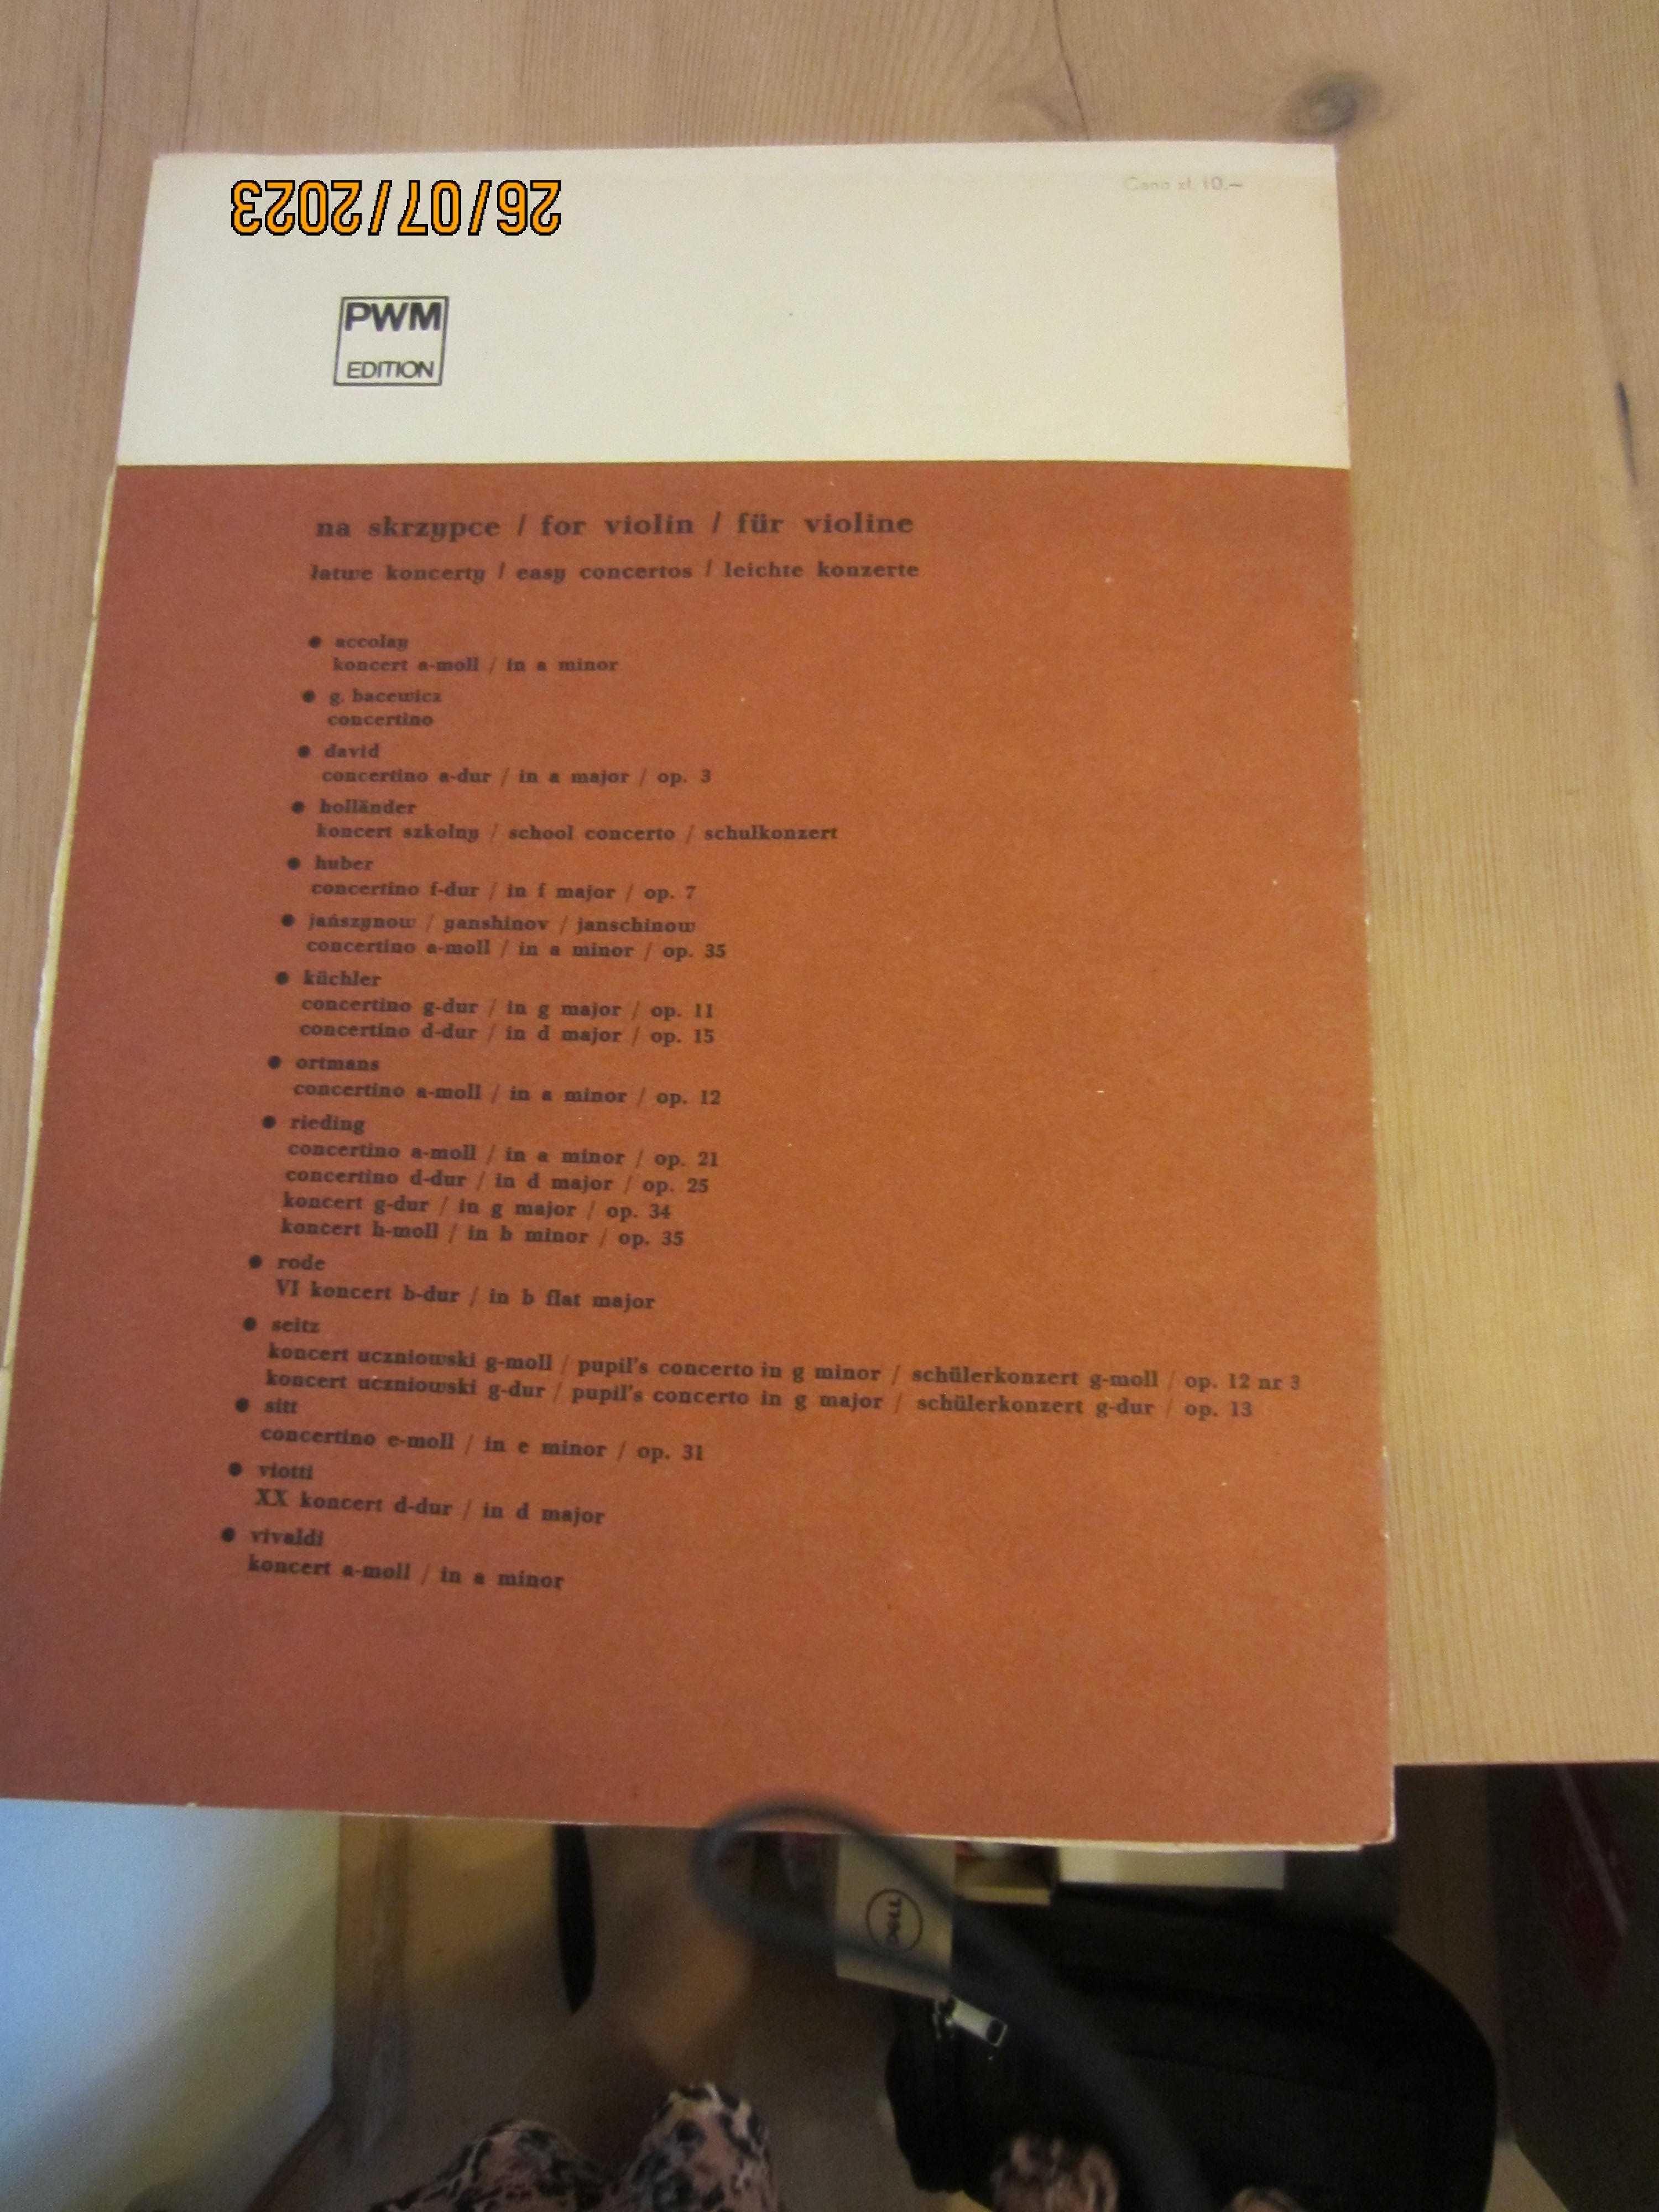 Cena zł 10.—
26/07/2023
PWM
EDITION
na skrzypce / for violin / für violine
łatwe koncerty / easy concertos / leichte konzerte
● accolay
koncert a-moll / in a minor
● g. bacewicz
concertino
● david
concertino a-dur / in a major / op. 3
● holländer
koncert szkolny / school concerto / schulkonzert
● huber
concertino f-dur / in f major / op. 7
● jańszynow / yanshinov / janschinow
concertino a-moll / in a minor / op. 35
● küchler
concertino g-dur / in g major / op. 11
concertino d-dur / in d major / op. 15
● ortmans
concertino a-moll / in a minor / op. 12
● rieding
concertino a-moll / in a minor / op. 21
concertino d-dur / in d major / op. 25
koncert g-dur / in g major / op. 34
koncert h-moll / in b minor / op. 35
● rode
VI koncert b-dur / in b flat major
● seitz
koncert uczniowski g-moll / pupil's concerto in g minor / schülerkonzert g-moll / op. 12 nr 3
koncert uczniowski g-dur / pupil's concerto in g major / schülerkonzert g-dur / op. 13
● sitt
concertino e-moll / in e minor / op. 31
● viotti
XX koncert d-dur / in d major
● vivaldi
koncert a-moll / in a minor
DELL